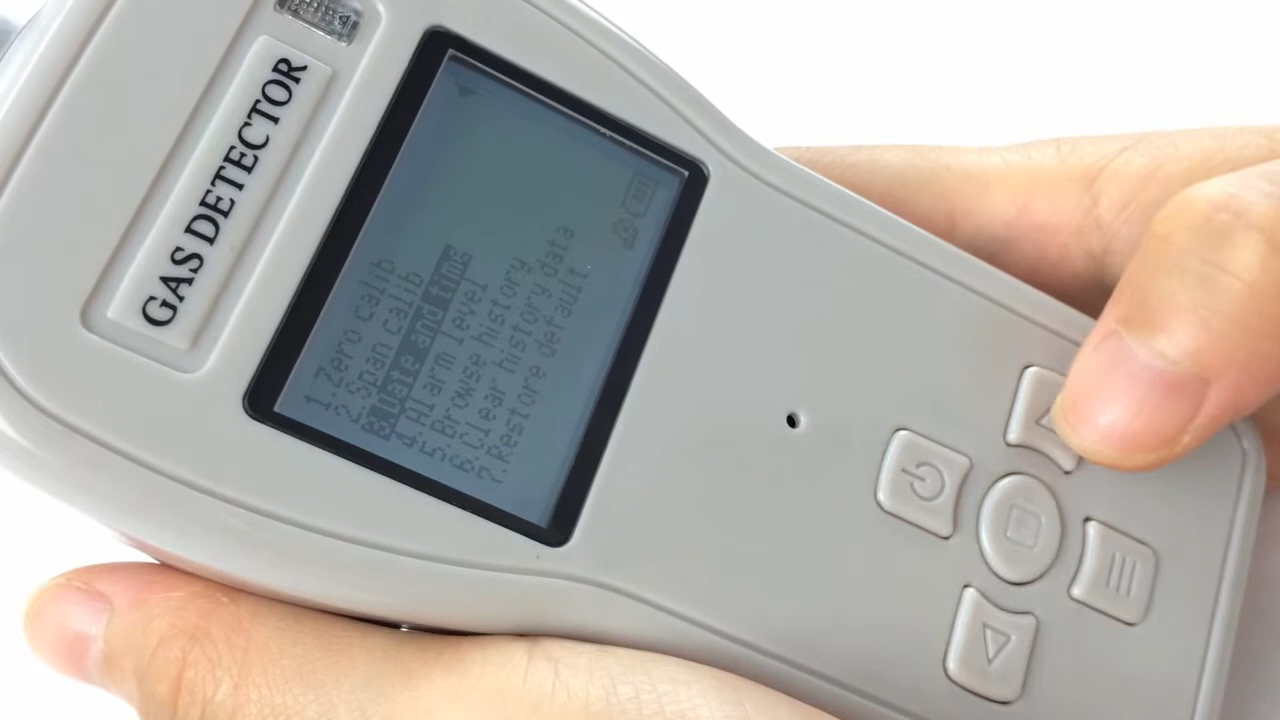 GAS DETECTOR
1.Zero calib
2.Span calib
3.Date and time
4.Alarm level
5.Browse history
6.Clear history data
7.Restore default